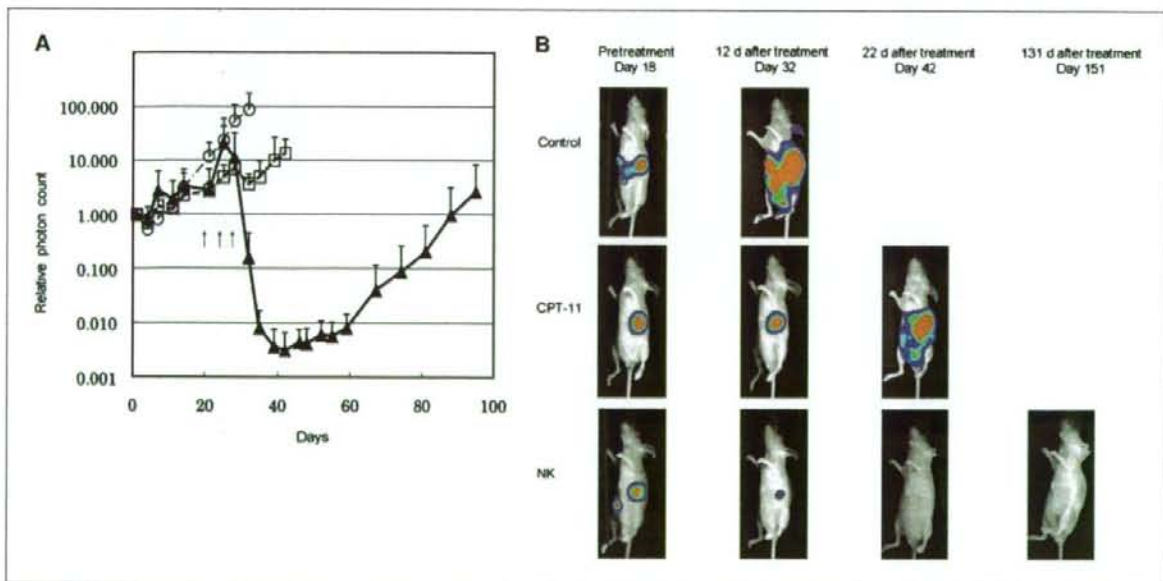 A
Relative photon count
100.000
10.000
1.000
0.100
0.010
0.001
0
20
40
60
80
100
Days
B
Pretreatment
Day 18
12 d after treatment
Day 32
22 d after treatment
Day 42
131 d after treatment
Day 151
Control
CPT-11
NK